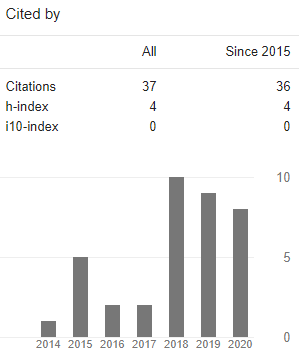 Cited by
All Since 2015
Citations 37 36
h-index 4 4
i10-index 0 0
10
5
0
2014 2015 2016 2017 2018 2019 2020